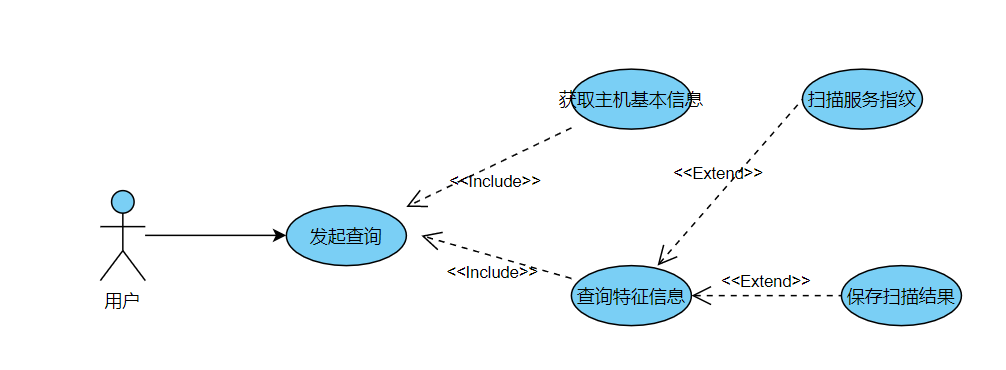 获取主机基本信息
扫描服务指纹
<<Include>>
<<Extend>>
发起查询
<<Include>>
<<Extend>>
用户
查询特征信息
保存扫描结果